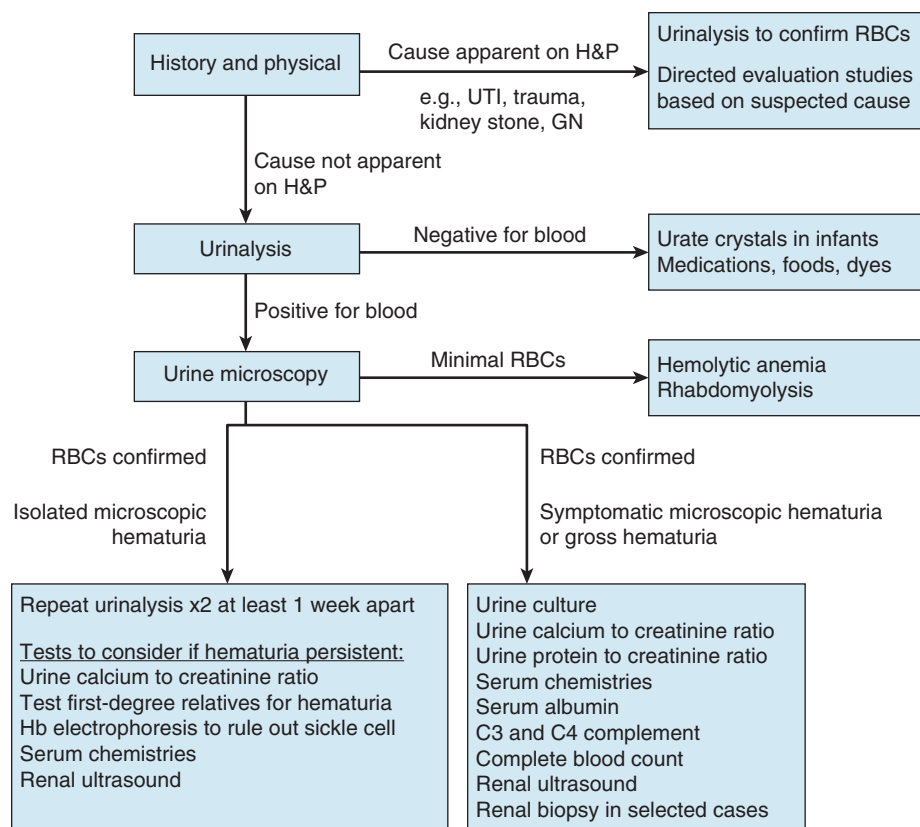 History and physical
Cause apparent on H&P
e.g., UTI, trauma,
kidney stone, GN
Urinalysis to confirm RBCs
Directed evaluation studies
based on suspected cause
Cause not apparent
on H&P
Urinalysis
Negative for blood
Urate crystals in infants
Medications, foods, dyes
Positive for blood
Urine microscopy
Minimal RBCs
Hemolytic anemia
Rhabdomyolysis
RBCs confirmed
Isolated microscopic
hematuria
RBCs confirmed
Symptomatic microscopic hematuria
or gross hematuria
Repeat urinalysis x2 at least 1 week apart
Tests to consider if hematuria persistent:
Urine calcium to creatinine ratio
Test first-degree relatives for hematuria
Hb electrophoresis to rule out sickle cell
Serum chemistries
Renal ultrasound
Urine culture
Urine calcium to creatinine ratio
Urine protein to creatinine ratio
Serum chemistries
Serum albumin
C3 and C4 complement
Complete blood count
Renal ultrasound
Renal biopsy in selected cases